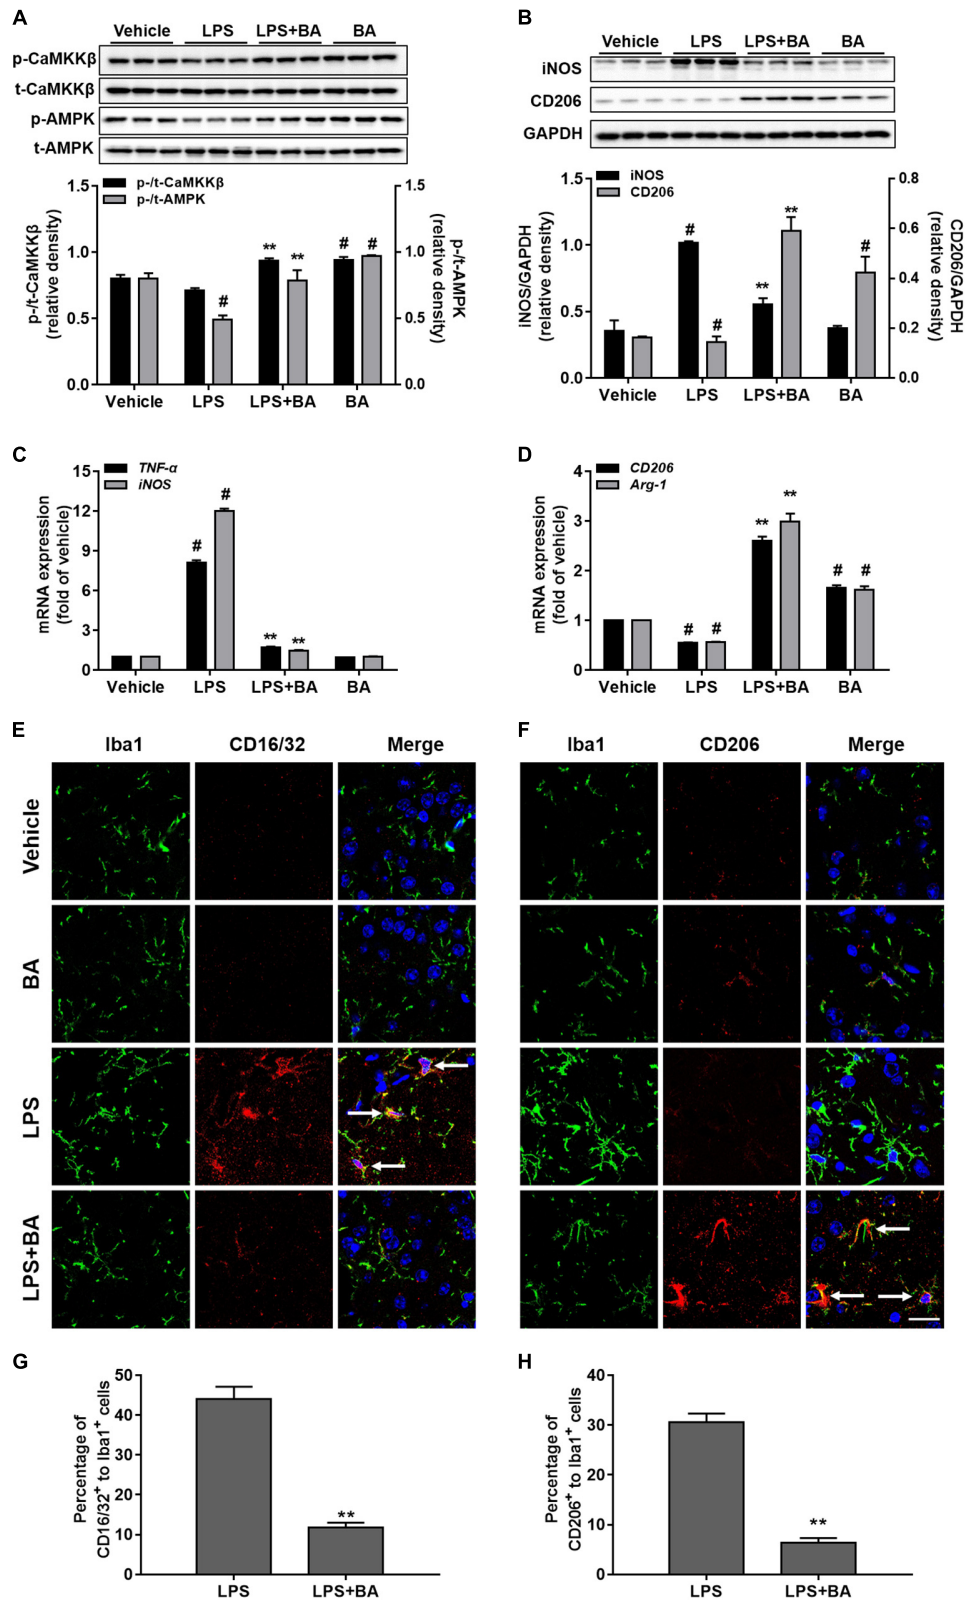 A
Vehicle LPS LPS+BA BA
p-CaMKKβ
t-CaMKKβ
p-AMPK
t-AMPK
p-/t-CaMKKβ
p-/t-AMPK
1.5
1.0
0.5
0.0
p-/t-CaMKKβ
(relative density)
1.5
1.0
0.5
0.0
p-/t-AMPK
(relative density)
#
**
**
#
#
Vehicle LPS LPS+BA BA
B
Vehicle LPS LPS+BA BA
iNOS
CD206
GAPDH
iNOS
CD206
1.5
1.0
0.5
0.0
iNOS/GAPDH
(relative density)
0.8
0.6
0.4
0.2
0.0
CD206/GAPDH
(relative density)
#
#
**
**
#
Vehicle LPS LPS+BA BA
C
TNF-α
iNOS
15
12
9
6
3
0
mRNA expression
(fold of vehicle)
#
#
**
**
Vehicle LPS LPS+BA BA
D
CD206
Arg-1
4
3
2
1
0
mRNA expression
(fold of vehicle)
#
#
**
**
#
#
Vehicle LPS LPS+BA BA
E
Iba1 CD16/32 Merge
Vehicle
BA
LPS
LPS+BA
F
Iba1 CD206 Merge
G
50
40
30
20
10
0
Percentage of
CD16/32+ to Iba1+ cells
**
LPS LPS+BA
H
40
30
20
10
0
Percentage of
CD206+ to Iba1+ cells
**
LPS LPS+BA